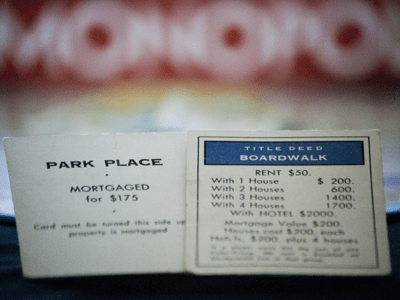 MONOPOL
PARK PLACE
MORTGAGED
for $175
Card must be turned this side up
property is mortgaged
TITLE DEED
BOARDWALK
RENT $50.
With 1 House $ 200.
With 2 Houses 600.
With 3 Houses 1400.
With 4 Houses 1700.
With HOTEL $2000.
Mortgage Value $200.
Houses cost $200. each
Hotels, $200. plus 4 houses